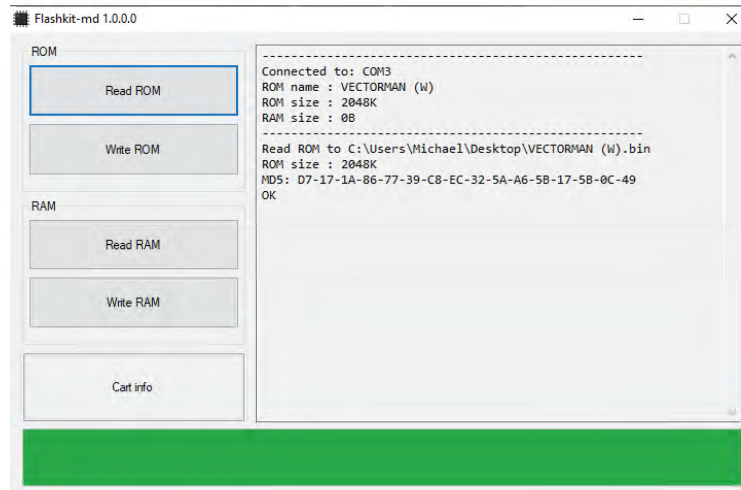 Flashkit-md 1.0.0.0
ROM
Read ROM
Write ROM
RAM
Read RAM
Write RAM
Cart info
--------------------------------------------------------
Connected to: COM3
ROM name : VECTORMAN (W)
ROM size : 2048K
RAM size : 0B
--------------------------------------------------------
Read ROM to C:\Users\Michael\Desktop\VECTORMAN (W).bin
ROM size : 2048K
MD5: D7-17-1A-86-77-39-C8-EC-32-5A-A6-5B-17-5B-0C-49
OK